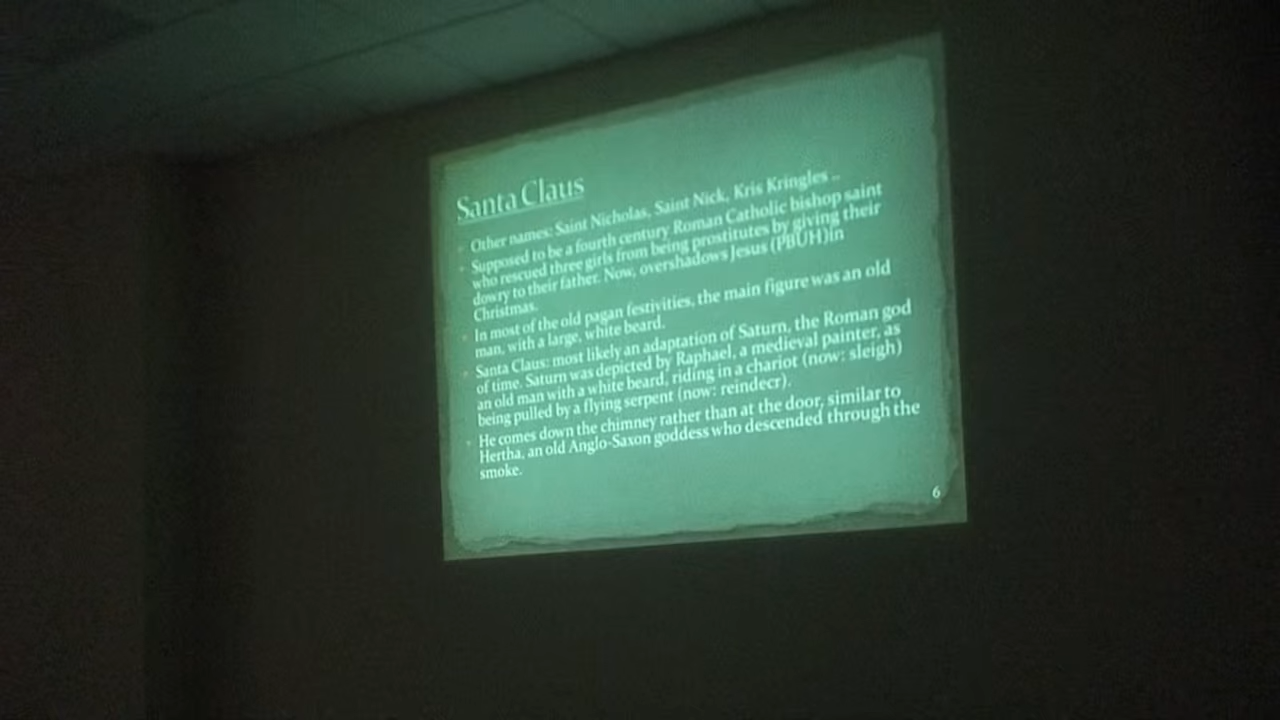 Santa Claus
Other names: Saint Nicholas, Saint Nick, Kris Kringles ..
Supposed to be a fourth century Roman Catholic bishop saint
who rescued three girls from being prostitutes by giving their
dowry to their father. Now, overshadows Jesus (PBUH)in
Christmas.
In most of the old pagan festivities, the main figure was an old
man, with a large, white beard.
Santa Claus: most likely an adaptation of Saturn, the Roman god
of time. Saturn was depicted by Raphael, a medieval painter, as
an old man with a white beard, riding in a chariot (now: sleigh)
being pulled by a flying serpent (now: reindeer).
He comes down the chimney rather than at the door, similar to
Hertha, an old Anglo-Saxon goddess who descended through the
smoke.
6